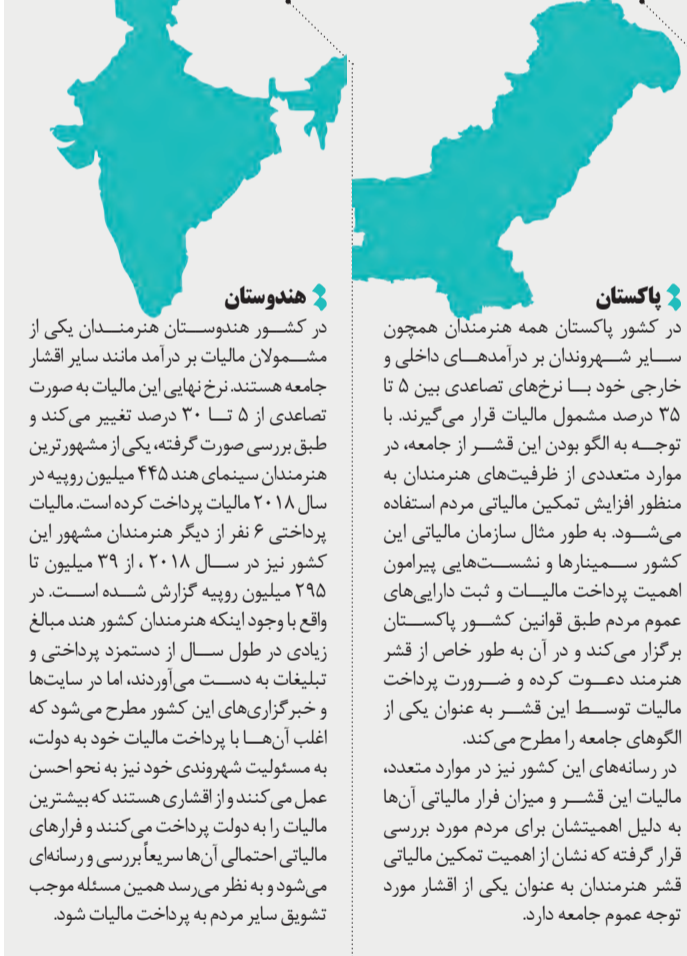 پاکستان
در کشور پاکستان همه هنرمندان همچون
سایر شهروندان بر درآمدهای داخلی و
خارجی خود با نرخ‌های تصاعدی بین ۵ تا
۳۵ درصد مشمول مالیات قرار می‌گیرند. با
توجه به الگو بودن این قشر از جامعه، در
موارد متعددی از ظرفیت‌های هنرمندان به
منظور افزایش تمکین مالیاتی مردم استفاده
می‌شود. به طور مثال سازمان مالیاتی این
کشور سمینارها و نشست‌هایی پیرامون
اهمیت پرداخت مالیات و ثبت دارایی‌های
عموم مردم طبق قوانین کشور پاکستان
برگزار می‌کند و در آن به طور خاص از قشر
هنرمند دعوت کرده و ضرورت پرداخت
مالیات توسط این قشر به عنوان یکی از
الگوهای جامعه را مطرح می‌کند.
در رسانه‌های این کشور نیز در موارد متعدد،
مالیات این قشر و میزان فرار مالیاتی آن‌ها
به دلیل اهمیتشان برای مردم مورد بررسی
قرار گرفته که نشان از اهمیت تمکین مالیاتی
قشر هنرمندان به عنوان یکی از اقشار مورد
توجه عموم جامعه دارد.
هندوستان
در کشور هندوستان هنرمندان یکی از
مشمولان مالیات بر درآمد مانند سایر اقشار
جامعه هستند. نرخ نهایی این مالیات به صورت
تصاعدی از ۵ تا ۳۰ درصد تغییر می‌کند و
طبق بررسی صورت گرفته، یکی از مشهورترین
هنرمندان سینمای هند ۴۴۵ میلیون روپیه در
سال ۲۰۱۸ مالیات پرداخت کرده است. مالیات
پرداختی ۶ نفر از دیگر هنرمندان مشهور این
کشور نیز در سال ۲۰۱۸ ، از ۳۹ میلیون تا
۲۹۵ میلیون روپیه گزارش شده است. در
واقع با وجود اینکه هنرمندان کشور هند مبالغ
زیادی در طول سال از دستمزد پرداختی و
تبلیغات به دست می‌آوردند، اما در سایت‌ها
و خبرگزاری‌های این کشور مطرح می‌شود که
اغلب آن‌ها با پرداخت مالیات خود به دولت،
به مسئولیت شهروندی خود نیز به نحو احسن
عمل می‌کنند و از اقشاری هستند که بیشترین
مالیات را به دولت پرداخت می‌کنند و فرارهای
مالیاتی احتمالی آن‌ها سریعاً بررسی و رسانه‌ای
می‌شود و به نظر می‌رسد همین مسئله موجب
تشویق سایر مردم به پرداخت مالیات شود.